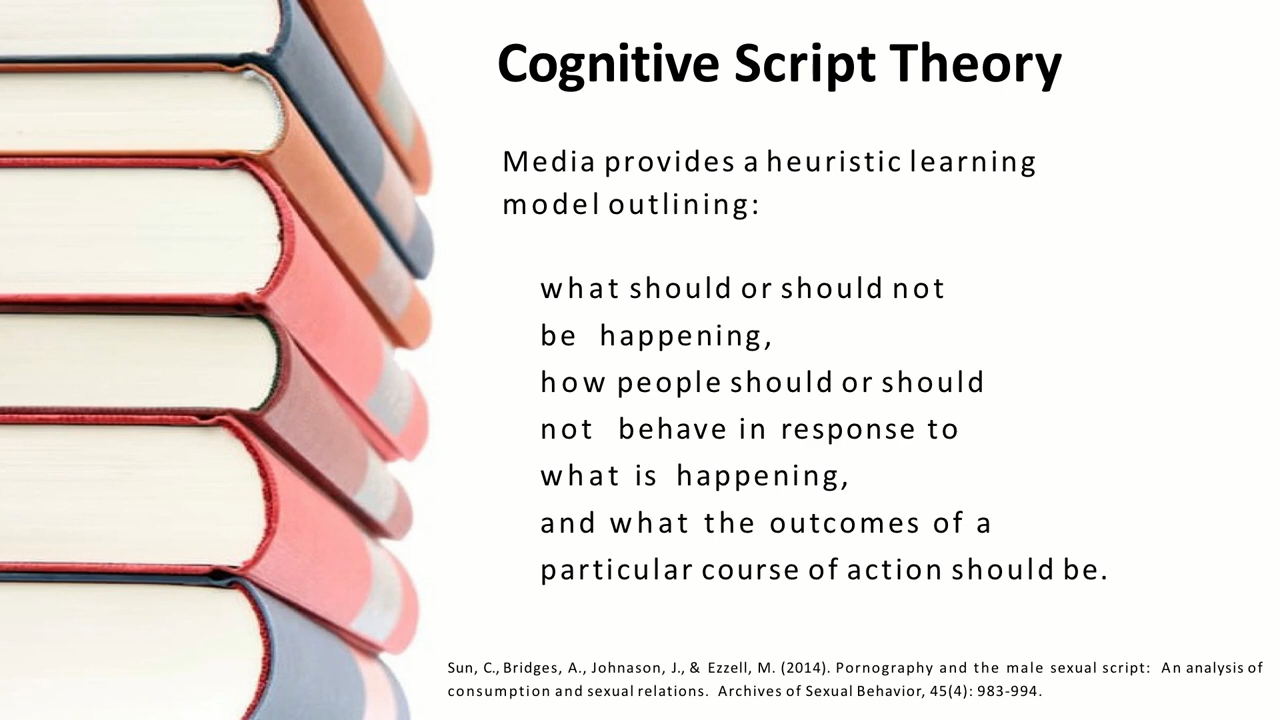 Cognitive Script Theory
Media provides a heuristic learning
model outlining:
what should or should not
be happening,
how people should or should
not behave in response to
what is happening,
and what the outcomes of a
particular course of action should be.
Sun, C., Bridges, A., Johnason, J., & Ezzell, M. (2014). Pornography and the male sexual script: An analysis of
consumption and sexual relations. Archives of Sexual Behavior, 45(4): 983-994.